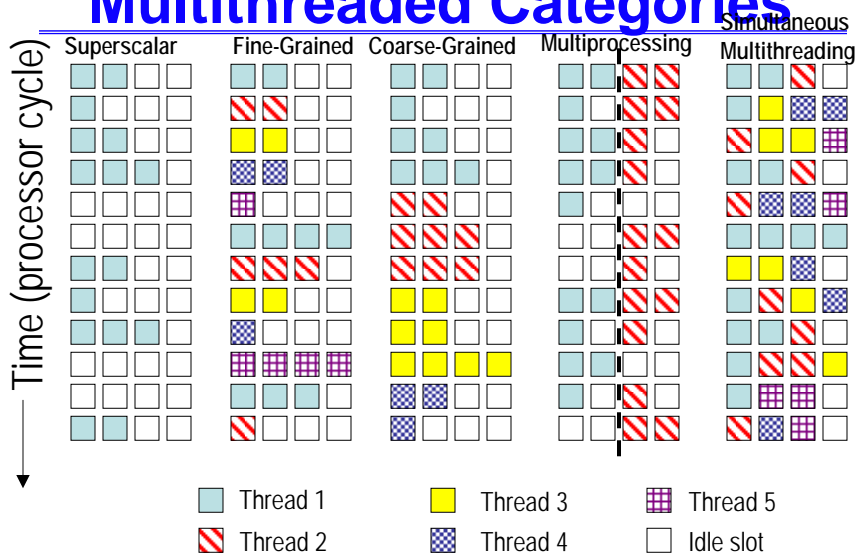 Multithreaded Categories
Superscalar
Fine-Grained
Coarse-Grained
Multiprocessing
Simultaneous
Multithreading
Time (processor cycle)
Thread 1
Thread 3
Thread 5
Thread 2
Thread 4
Idle slot